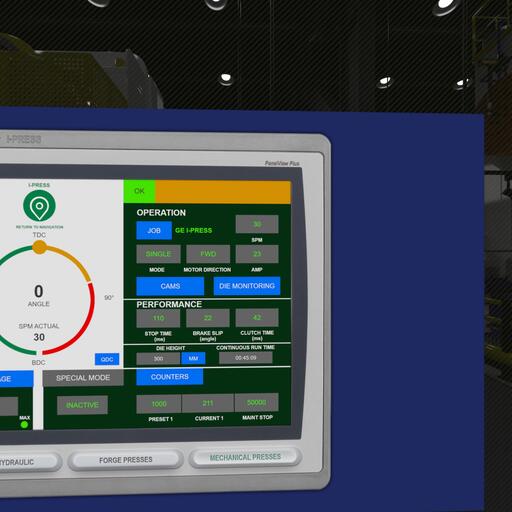 I-PRESS
PanelView Plus
I-PRESS
RETURN TO NAVIGATION
TDC
0
ANGLE
90°
SPM ACTUAL
30
BDC
QDC
OK
OPERATION
JOB GE I-PRESS 30
SPM
SINGLE FWD 23
MODE MOTOR DIRECTION AMP
CAMS DIE MONITORING
PERFORMANCE
110 22 42
STOP TIME BRAKE SLIP CLUTCH TIME
(ms) (angle) (ms)
DIE HEIGHT CONTINUOUS RUN TIME
300 MM 00:45:09
SPECIAL MODE COUNTERS
INACTIVE 1000 211 50000
MAX PRESET 1 CURRENT 1 MAINT STOP
FORGE PRESSES MECHANICAL PRESSES